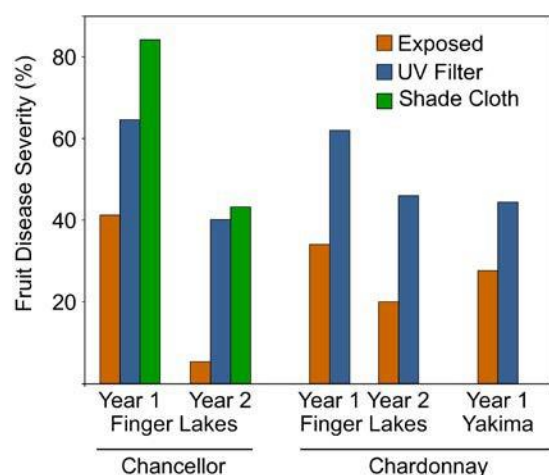 Fruit Disease Severity (%)
80
60
40
20
Exposed
UV Filter
Shade Cloth
Year 1 Year 2 Year 1 Year 2 Year 1
Finger Lakes Finger Lakes Yakima
Chancellor Chardonnay